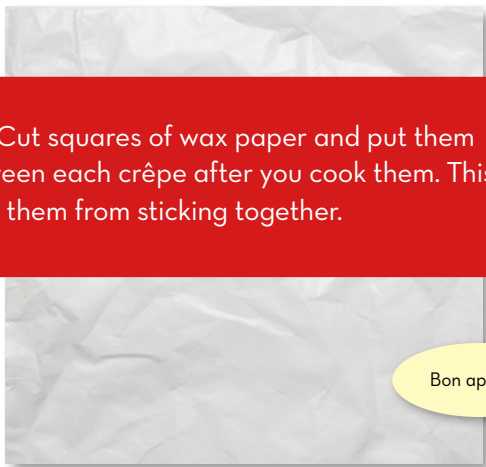 Cut squares of wax paper and put them
each crêpe after you cook them. This
them from sticking together.
Bon